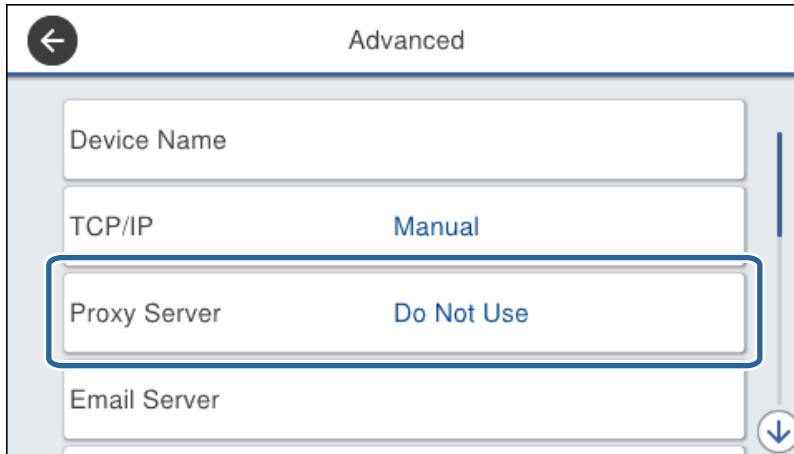 Advanced
Device Name
TCP/IP Manual
Proxy Server Do Not Use
Email Server